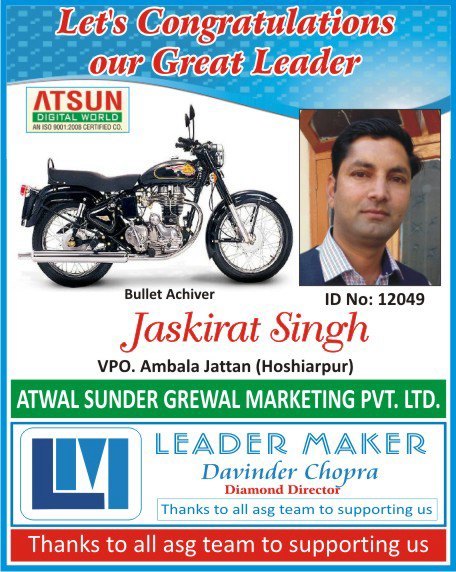 Let's Congratulations
our Great Leader
ATSUN
DIGITAL WORLD
AN ISO 9001:2008 CERTIFIED CO.
Bullet Achiver
ID No: 12049
Jaskirat Singh
VPO. Ambala Jattan (Hoshiarpur)
ATWAL SUNDER GREWAL MARKETING PVT. LTD.
LM
LEADER MAKER
Davinder Chopra
Diamond Director
Thanks to all asg team to supporting us
Thanks to all asg team to supporting us